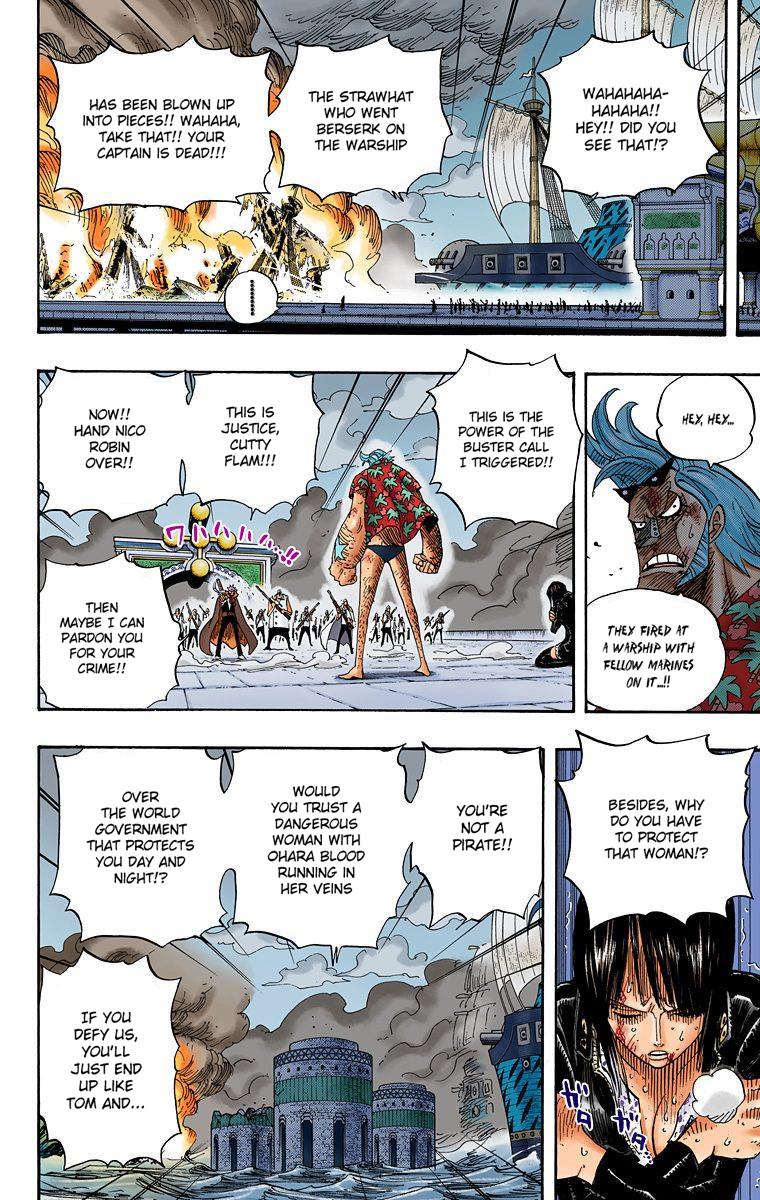 WAHAHAHA-
HAHAHA!!
HEY!! DID YOU
SEE THAT!?
THE STRAWHAT
WHO WENT
BERSERK ON
THE WARSHIP
HAS BEEN BLOWN UP
INTO PIECES!! WAHAHA,
TAKE THAT!! YOUR
CAPTAIN IS DEAD!!!
HEY, HEY...
THEY FIRED AT
A WARSHIP WITH
FELLOW MARINES
ON IT...!!
THIS IS THE
POWER OF THE
BUSTER CALL
I TRIGGERED!!
THIS IS
JUSTICE,
CUTTY
FLAM!!!
NOW!!
HAND NICO
ROBIN
OVER!!
ワハハハハハ…!!
THEN
MAYBE I CAN
PARDON YOU
FOR YOUR
CRIME!!
BESIDES, WHY
DO YOU HAVE
TO PROTECT
THAT WOMAN!?
ガタ
ガタ…
YOU'RE
NOT A
PIRATE!!
WOULD
YOU TRUST A
DANGEROUS
WOMAN WITH
OHARA BLOOD
RUNNING IN
HER VEINS
OVER
THE WORLD
GOVERNMENT
THAT PROTECTS
YOU DAY AND
NIGHT!?
IF YOU
DEFY US,
YOU'LL
JUST END
UP LIKE
TOM AND...